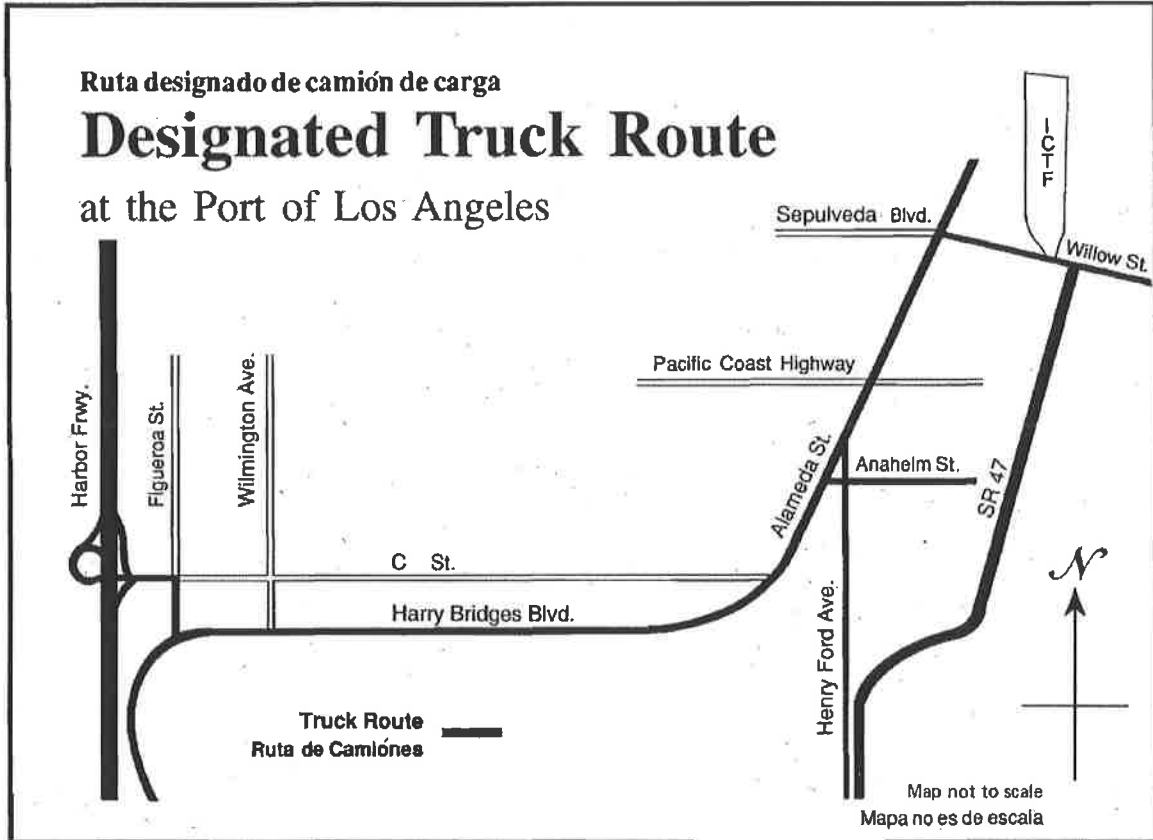 Ruta designado de camión de carga
Designated Truck Route
at the Port of Los Angeles
ICTF
Sepulveda Blvd.
Willow St.
Pacific Coast Highway
Harbor Frwy.
Figueroa St.
Wilmington Ave.
Alameda St.
Anaheim St.
SR 47
C St.
Harry Bridges Blvd.
Henry Ford Ave.
N
Truck Route
Ruta de Camiónes
Map not to scale
Mapa no es de escala